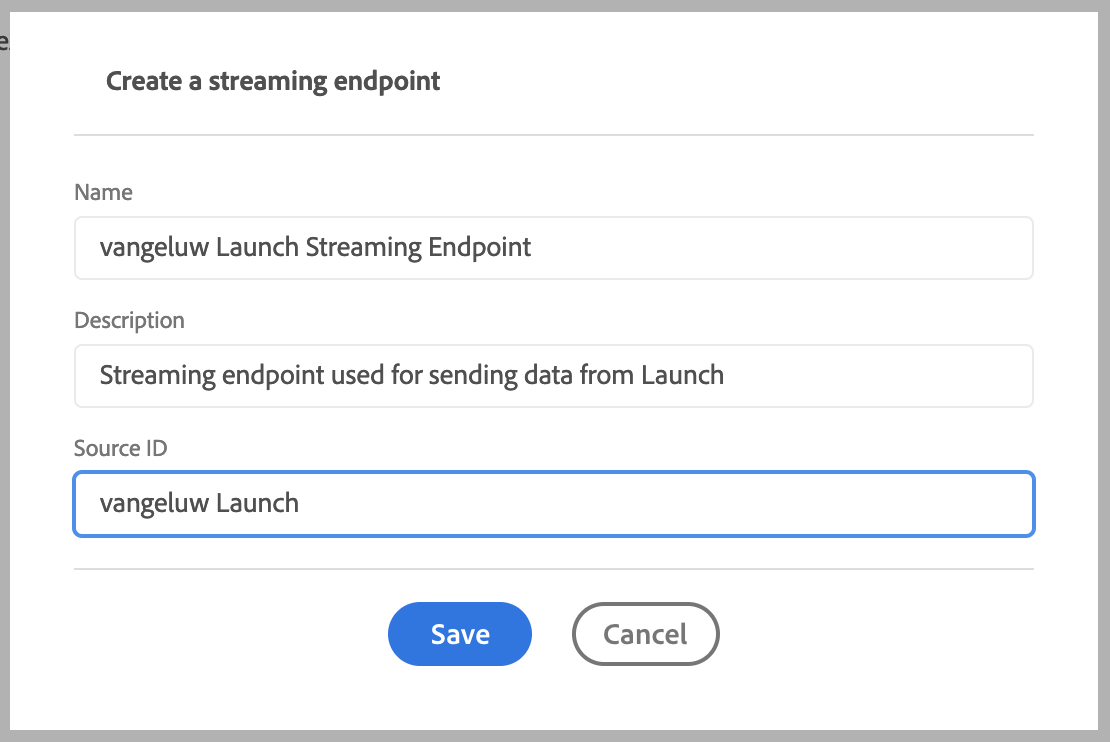 Create a streaming endpoint
Name
vangeluw Launch Streaming Endpoint
Description
Streaming endpoint used for sending data from Launch
Source ID
vangeluw Launch
Save Cancel